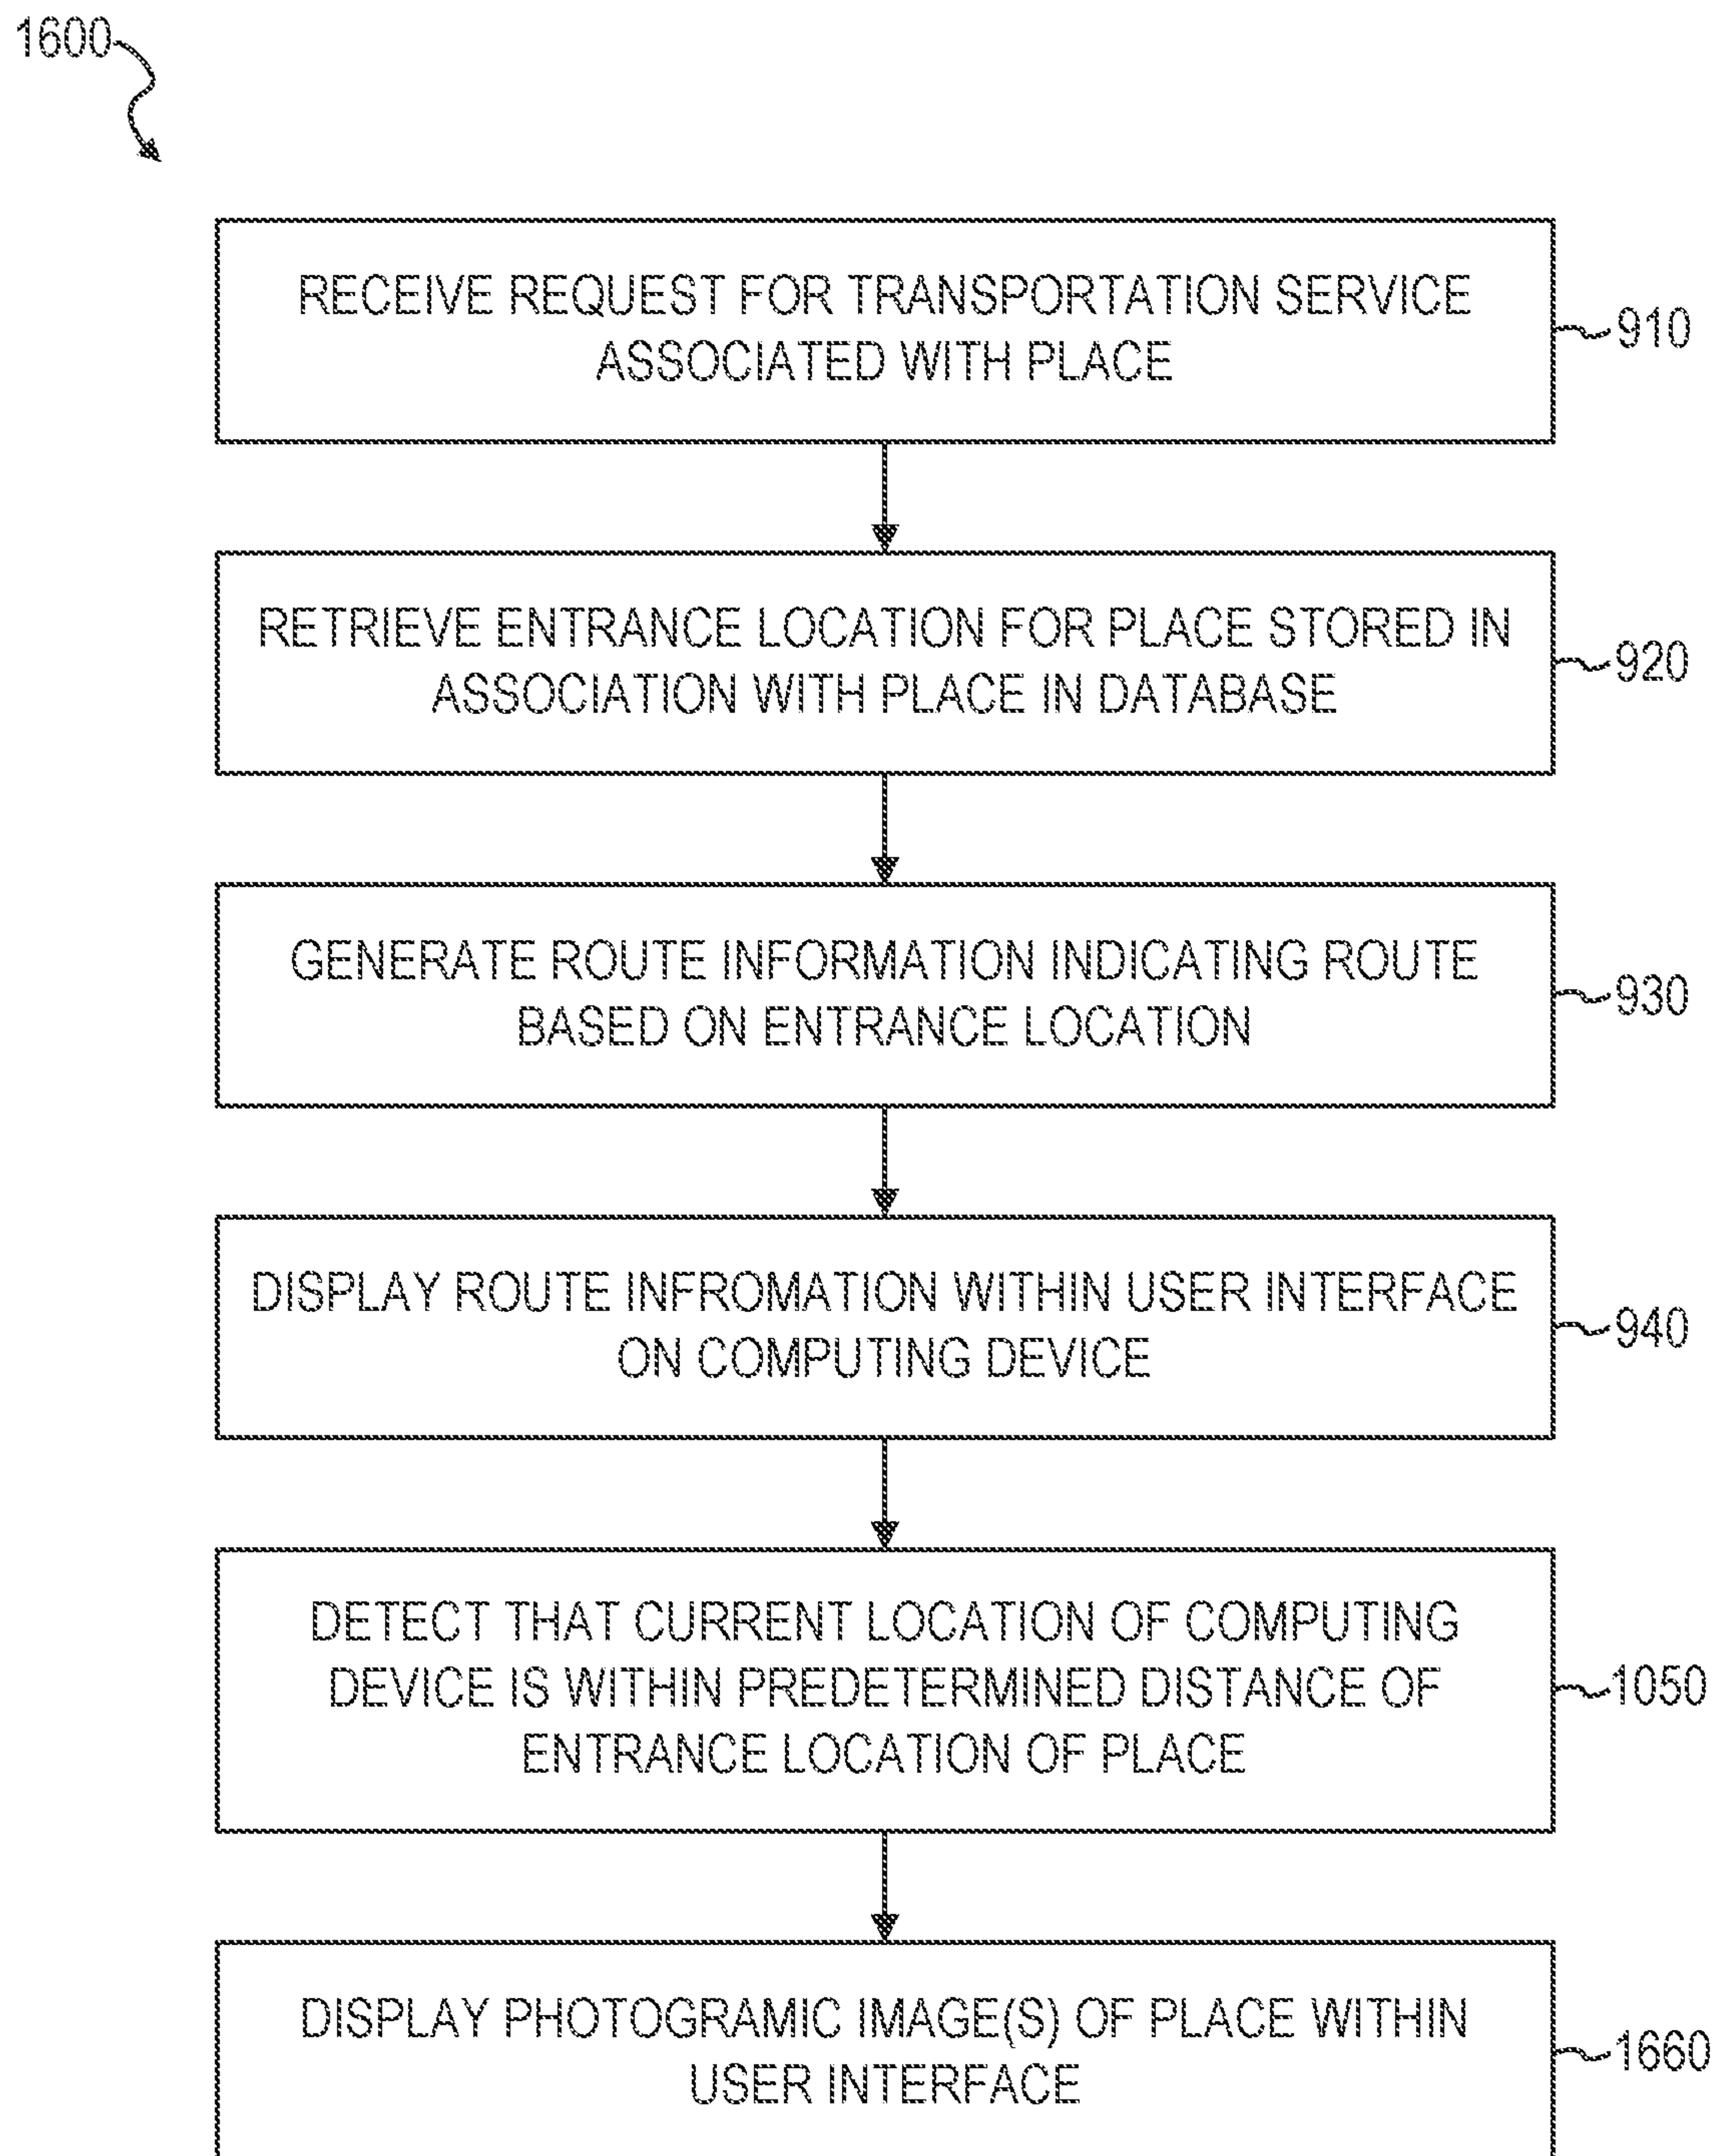 1600
RECEIVE REQUEST FOR TRANSPORTATION SERVICE
ASSOCIATED WITH PLACE
910
RETRIEVE ENTRANCE LOCATION FOR PLACE STORED IN
ASSOCIATION WITH PLACE IN DATABASE
920
GENERATE ROUTE INFORMATION INDICATING ROUTE
BASED ON ENTRANCE LOCATION
930
DISPLAY ROUTE INFROMATION WITHIN USER INTERFACE
ON COMPUTING DEVICE
940
DETECT THAT CURRENT LOCATION OF COMPUTING
DEVICE IS WITHIN PREDETERMINED DISTANCE OF
ENTRANCE LOCATION OF PLACE
1050
DISPLAY PHOTOGRAMIC IMAGE(S) OF PLACE WITHIN
USER INTERFACE
1660